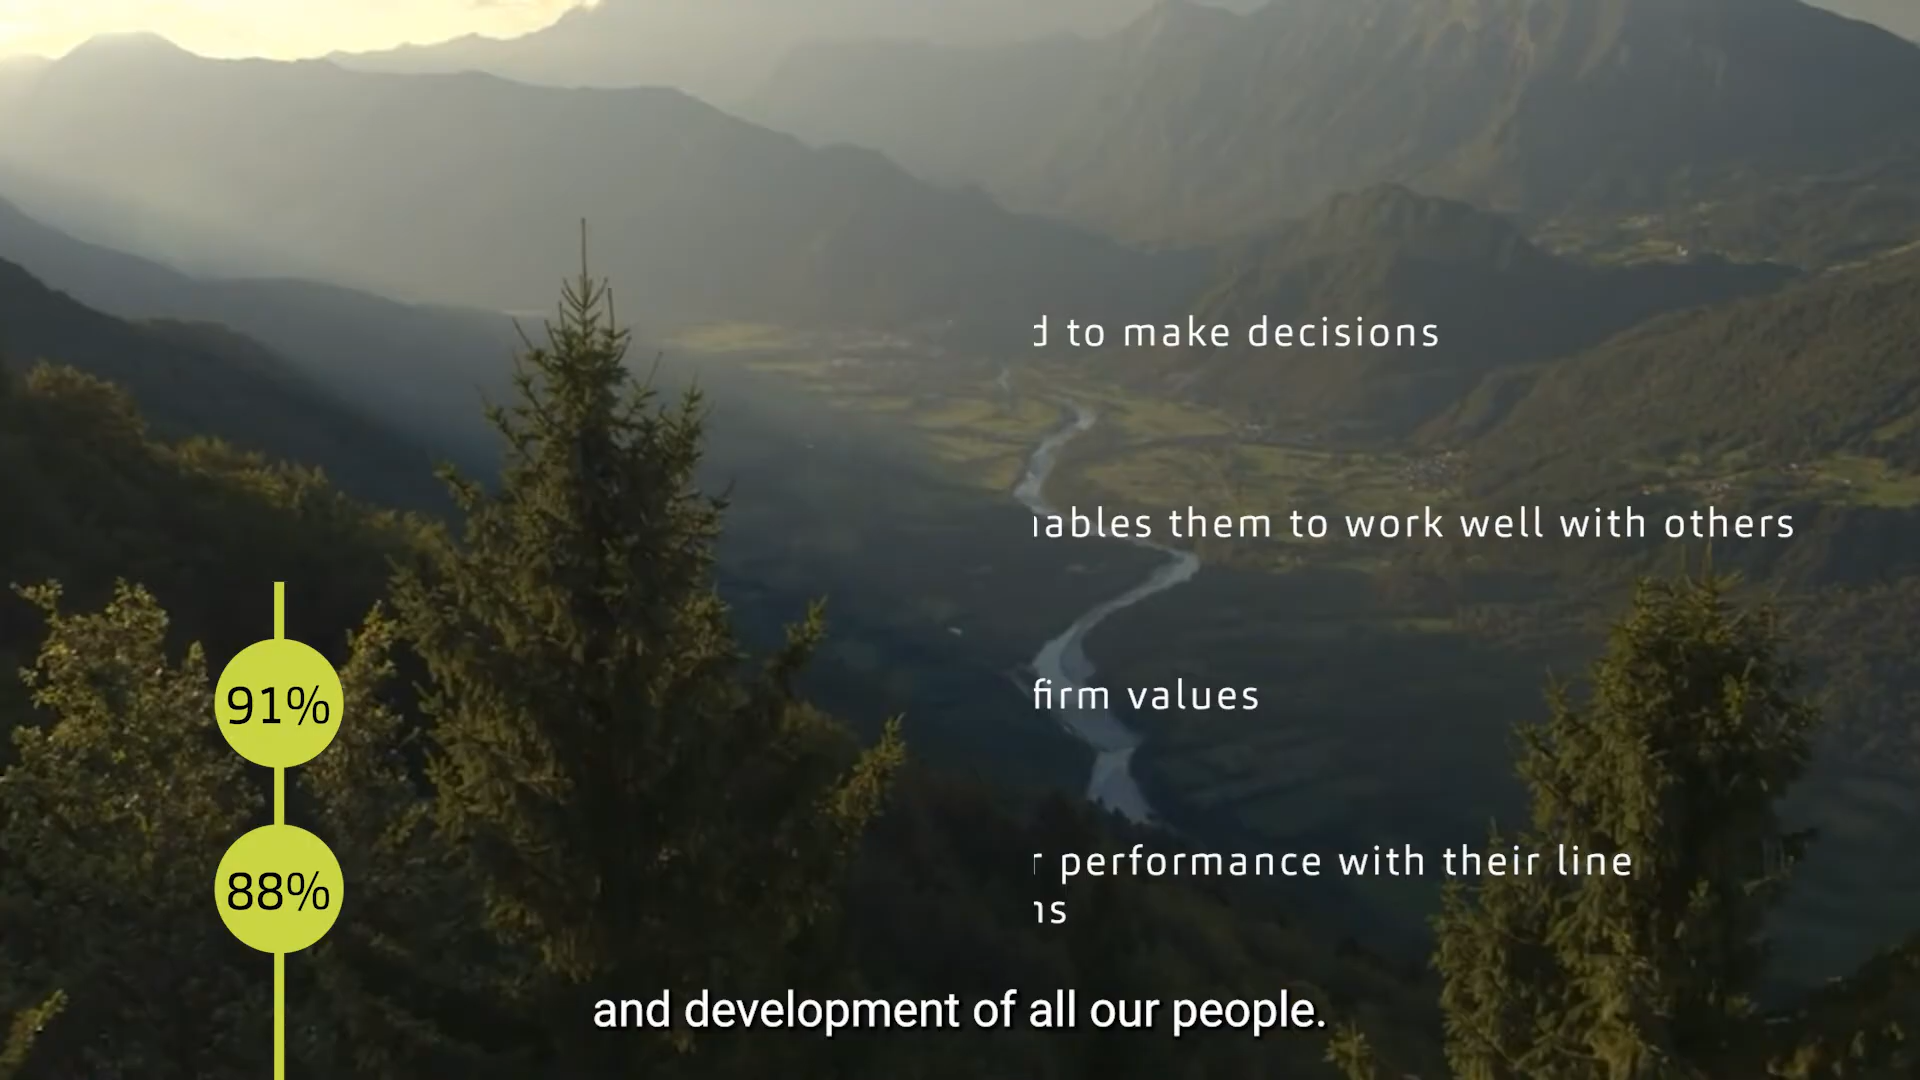 to make decisions
them to work well with others
91%
firm values
88%
performance with their line
and development of all our people.